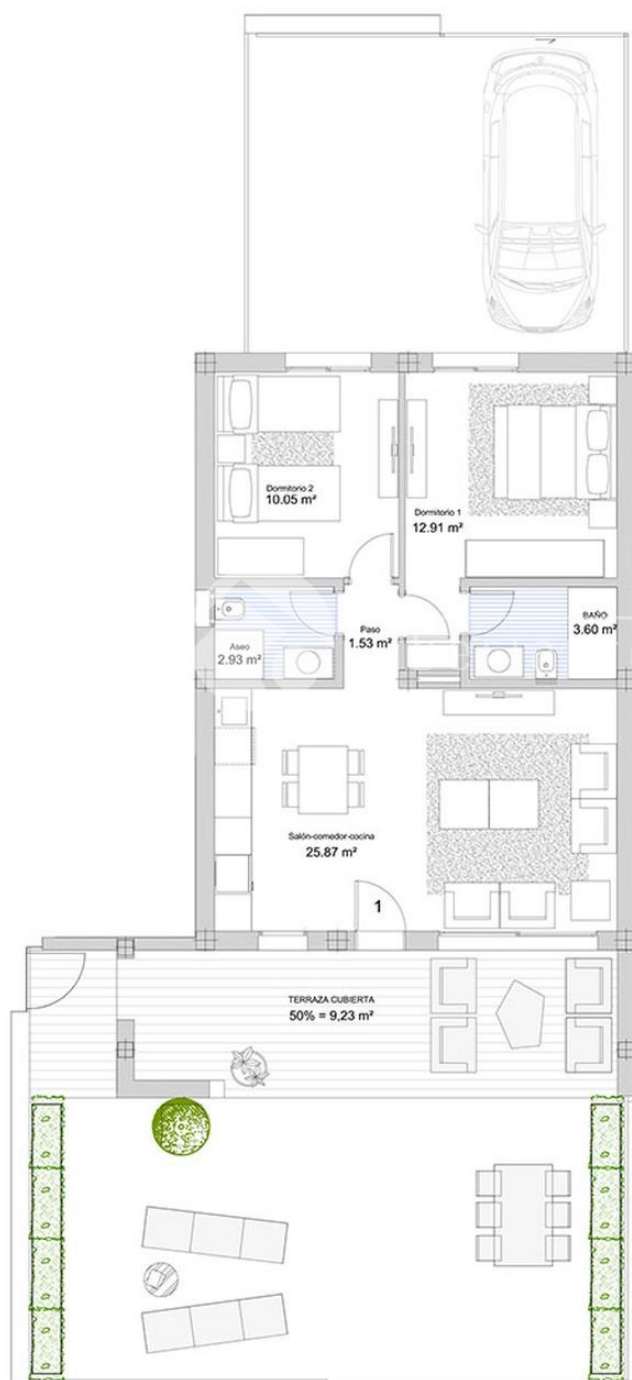 Dormitorio 2
10.05 m²
Dormitorio 1
12.91 m²
BAÑO
3.60 m²
Paso
1.53 m²
Aseo
2.93 m²
Salón-comedor-cocina
25.87 m²
1
TERRAZA CUBIERTA
50% = 9,23 m²